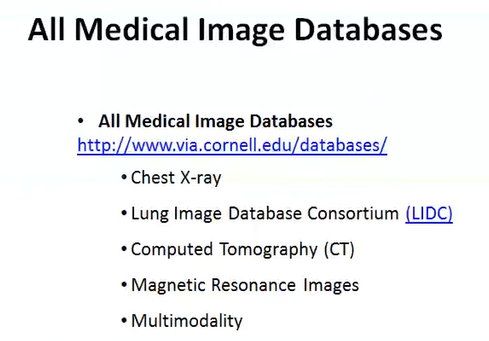 All Medical Image Databases
• All Medical Image Databases
http://www.via.cornell.edu/databases/
• Chest X-ray
• Lung Image Database Consortium (LIDC)
• Computed Tomography (CT)
• Magnetic Resonance Images
• Multimodality